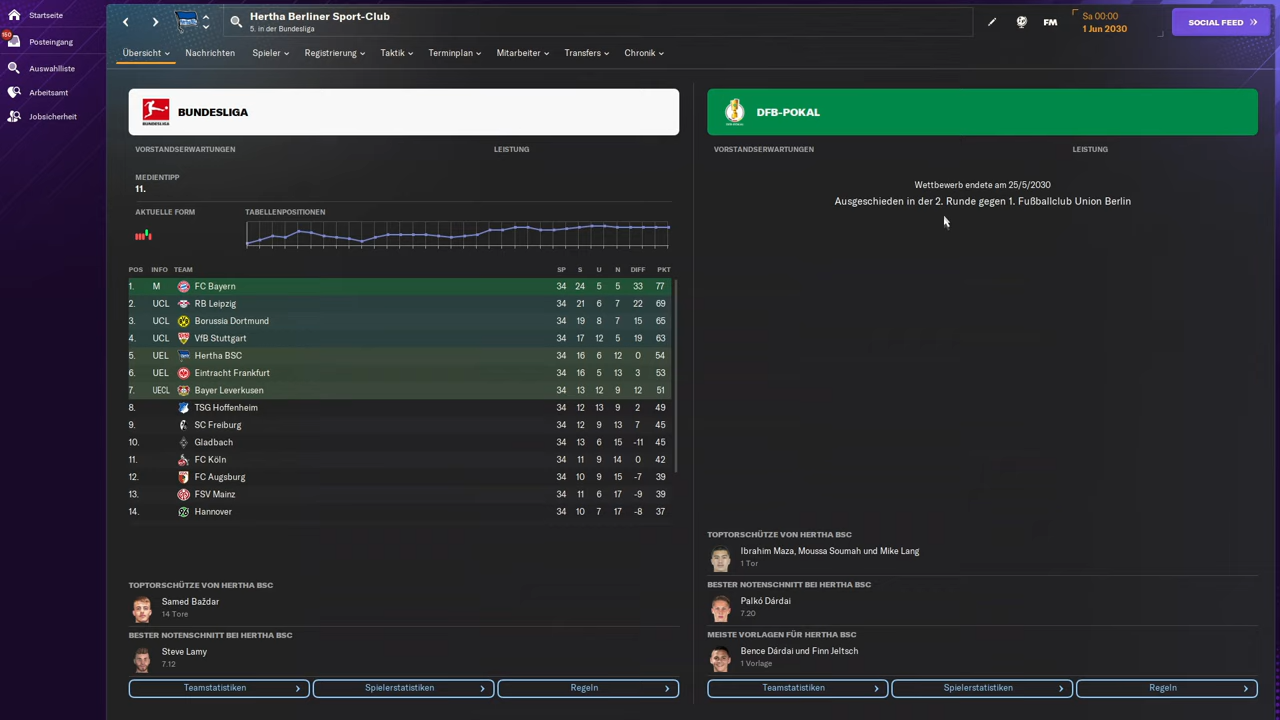 Startseite
150
Posteingang
Auswahlliste
Arbeitsamt
Jobsicherheit
Hertha Berliner Sport-Club
5. in der Bundesliga
FM
Sa 00:00
1 Jun 2030
SOCIAL FEED
Übersicht
Nachrichten
Spieler
Registrierung
Taktik
Terminplan
Mitarbeiter
Transfers
Chronik
BUNDESLIGA
VORSTANDSERWARTUNGEN LEISTUNG
MEDIENTIPP
11.
AKTUELLE FORM TABELLENPOSITIONEN
POS INFO TEAM SP S U N DIFF PKT
1. M FC Bayern 34 24 5 5 33 77
2. UCL RB Leipzig 34 21 6 7 22 69
3. UCL Borussia Dortmund 34 19 8 7 15 65
4. UCL VfB Stuttgart 34 17 12 5 19 63
5. UEL Hertha BSC 34 16 6 12 0 54
6. UEL Eintracht Frankfurt 34 16 5 13 3 53
7. UECL Bayer Leverkusen 34 13 12 9 12 51
8. TSG Hoffenheim 34 12 13 9 2 49
9. SC Freiburg 34 12 9 13 7 45
10. Gladbach 34 13 6 15 -11 45
11. FC Köln 34 11 9 14 0 42
12. FC Augsburg 34 10 9 15 -7 39
13. FSV Mainz 34 11 6 17 -9 39
14. Hannover 34 10 7 17 -8 37
TOPTORSCHÜTZE VON HERTHA BSC
Samed Baždar
14 Tore
BESTER NOTENSCHNITT BEI HERTHA BSC
Steve Lamy
7.12
Teamstatistiken
Spielerstatistiken
Regeln
DFB-POKAL
VORSTANDSERWARTUNGEN LEISTUNG
Wettbewerb endete am 25/5/2030
Ausgeschieden in der 2. Runde gegen 1. Fußballclub Union Berlin
TOPTORSCHÜTZE VON HERTHA BSC
Ibrahim Maza, Moussa Soumah und Mike Lang
1 Tor
BESTER NOTENSCHNITT BEI HERTHA BSC
Palkó Dárdai
7.20
MEISTE VORLAGEN FÜR HERTHA BSC
Bence Dárdai und Finn Jeltsch
1 Vorlage
Teamstatistiken
Spielerstatistiken
Regeln